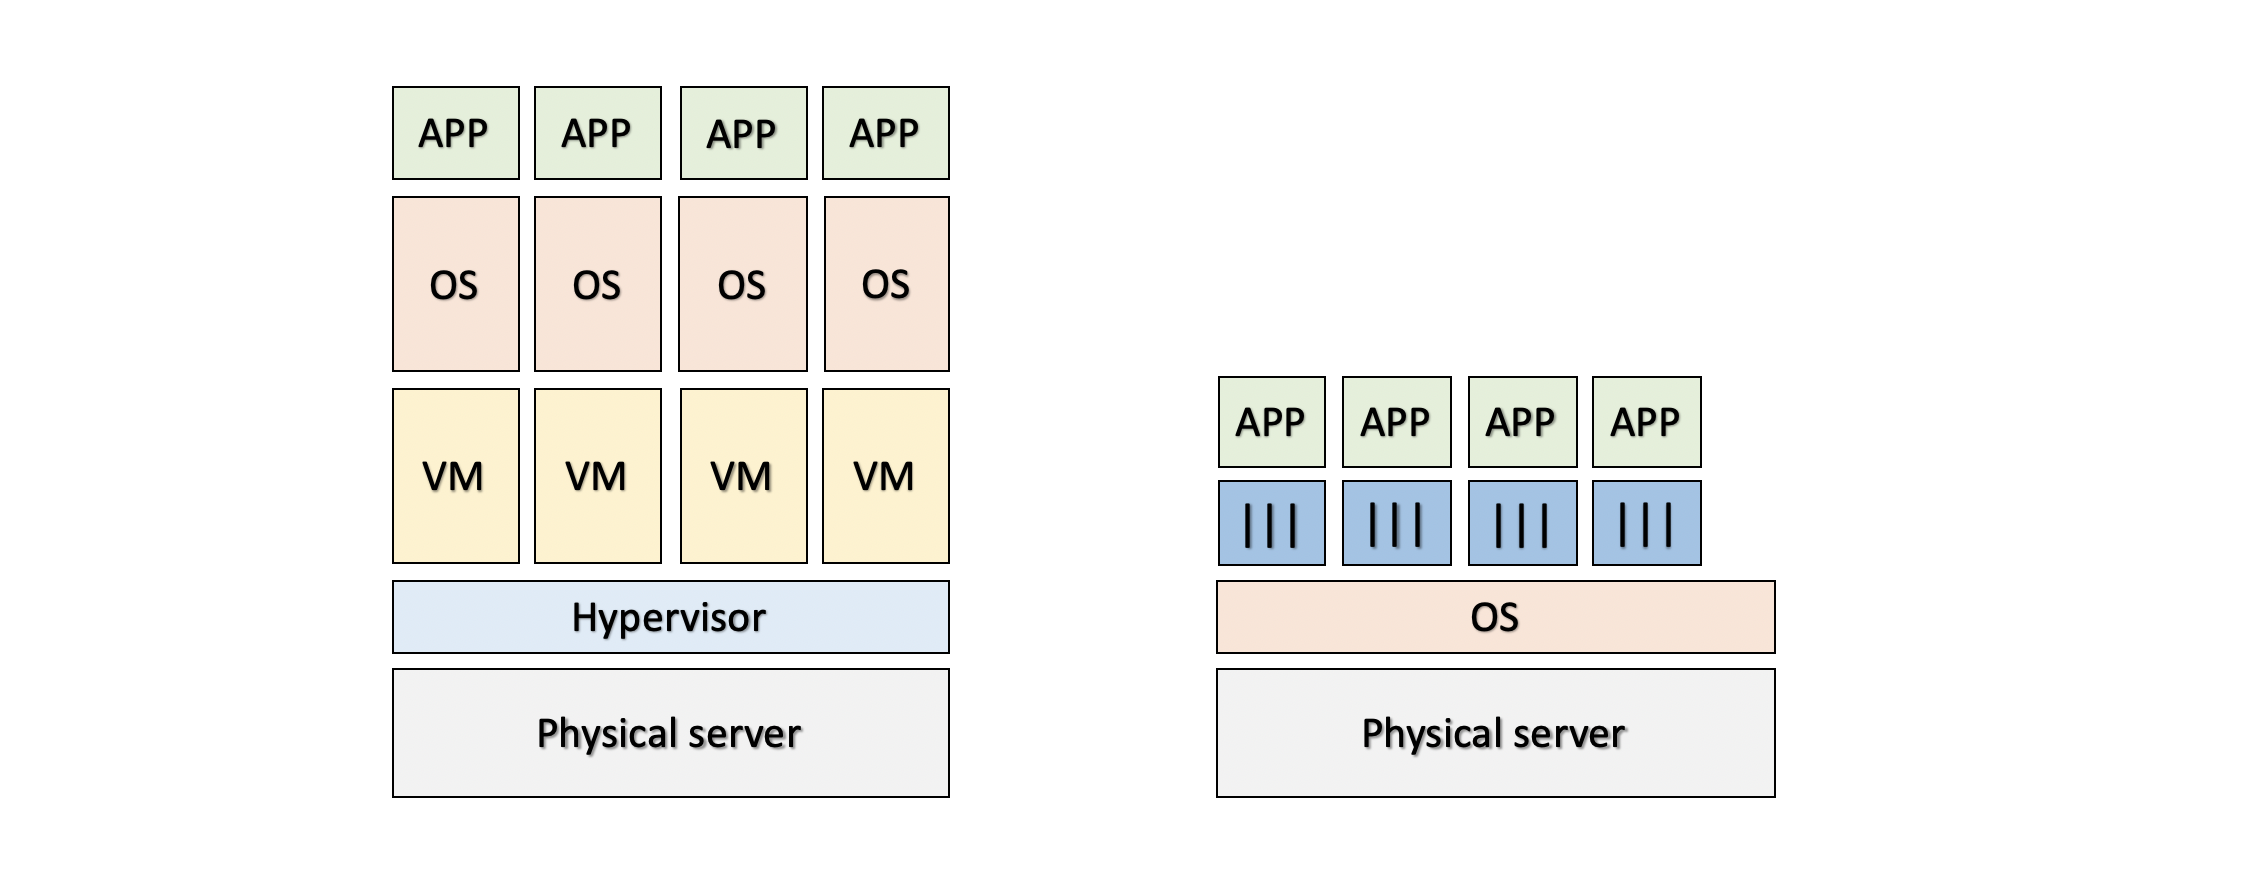 APP APP APP APP
OS OS OS OS
VM VM VM VM
Hypervisor
Physical server
APP APP APP APP
||| ||| ||| |||
OS
Physical server